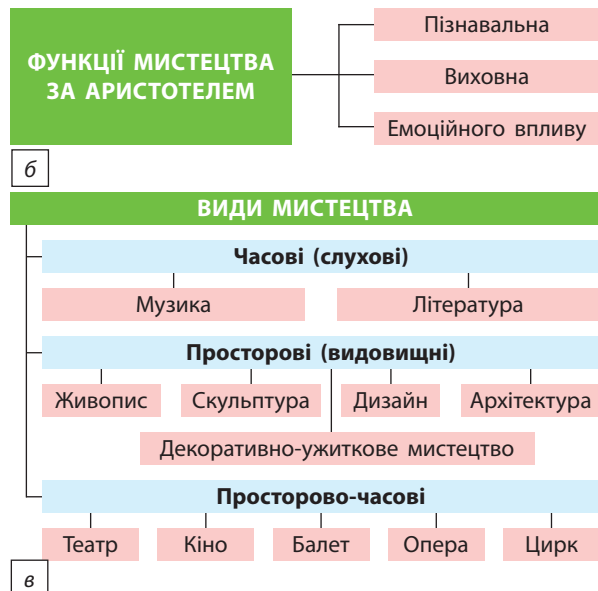 ФУНКЦІЇ МИСТЕЦТВА
ЗА АРИСТОТЕЛЕМ
Пізнавальна
Виховна
Емоційного впливу
б
ВИДИ МИСТЕЦТВА
Часові (слухові)
Музика
Література
Просторові (видовищні)
Живопис
Скульптура
Дизайн
Архітектура
Декоративно-ужиткове мистецтво
Просторово-часові
Театр
Кіно
Балет
Опера
Цирк
в